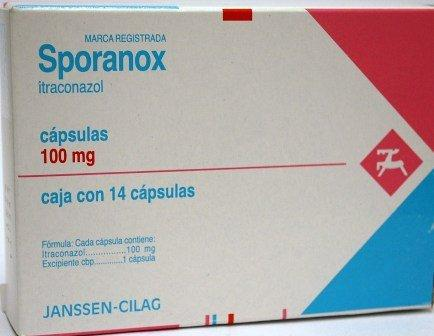 MARCA REGISTRADA
Sporanox
itraconazol
cápsulas
100 mg
caja con 14 cápsulas
Fórmula: Cada cápsula contiene:
Itraconazol................100 mg
Excipiente cbp............1 cápsula
JANSSEN-CILAG